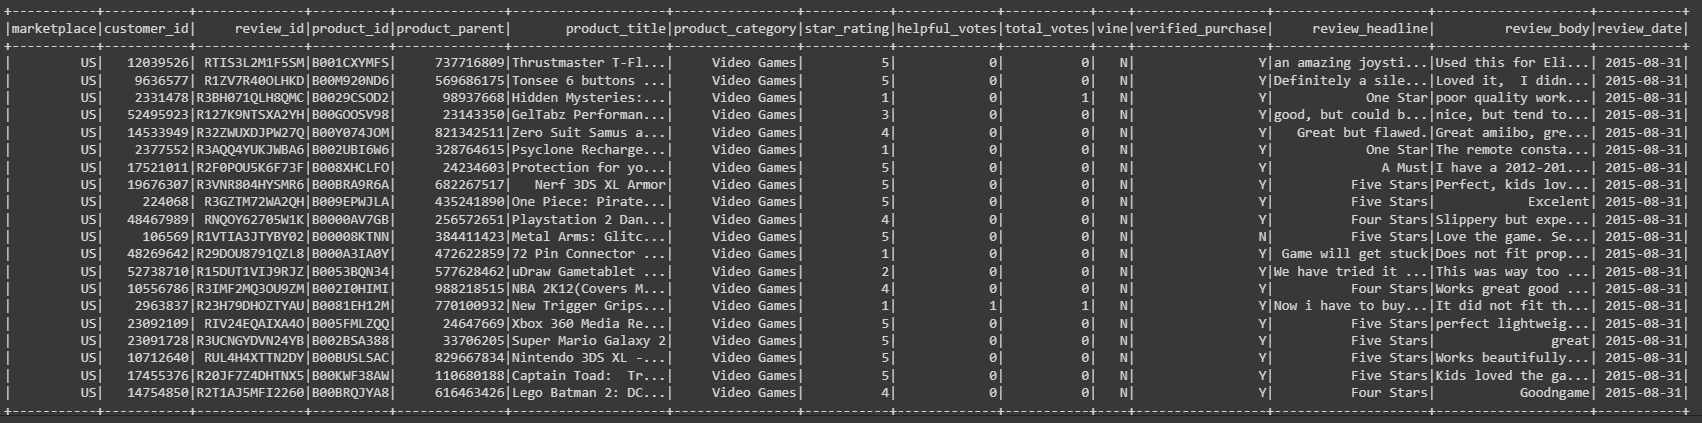 |marketplace|customer_id|review_id|product_id|product_parent|product_title|product_category|star_rating|helpful_votes|total_votes|vine|verified_purchase|review_headline|review_body|review_date|
|US|12039526|RTIS3L2M1F5SM|B001CXYMFS|737716809|Thrustmaster T-Fl...|Video Games|5|0|0|N|Y|an amazing joysti...|Used this for Eli...|2015-08-31|
|US|9636577|R1ZV7R40OLHKD|B00M920ND6|569686175|Tonsee 6 buttons ...|Video Games|5|0|0|N|Y|Definitely a sile...|Loved it,  I didn...|2015-08-31|
|US|2331478|R3BH071QLH8QMC|B0029CSOD2|98937668|Hidden Mysteries:...|Video Games|1|0|1|N|Y|One Star|poor quality work...|2015-08-31|
|US|52495923|R127K9NTSXA2YH|B00GOOSV98|23143350|GelTabz Performan...|Video Games|3|0|0|N|Y|good, but could b...|nice, but tend to...|2015-08-31|
|US|14533949|R32ZWUXDJPW27Q|B00Y074JOM|821342511|Zero Suit Samus a...|Video Games|4|0|0|N|Y|Great but flawed.|Great amiibo, gre...|2015-08-31|
|US|2377552|R3AQQ4YUKJWBA6|B002UBI6W6|328764615|Psyclone Recharge...|Video Games|1|0|0|N|Y|One Star|The remote consta...|2015-08-31|
|US|17521011|R2F0POU5K6F73F|B008XHCLFO|24234603|Protection for yo...|Video Games|5|0|0|N|Y|A Must|I have a 2012-201...|2015-08-31|
|US|19676307|R3VNR804HYSMR6|B00BRA9R6A|682267517|Nerf 3DS XL Armor|Video Games|5|0|0|N|Y|Five Stars|Perfect, kids lov...|2015-08-31|
|US|224068|R3GZTM72WA2QH|B009EPWJLA|435241890|One Piece: Pirate...|Video Games|5|0|0|N|Y|Five Stars|Excelent|2015-08-31|
|US|48467989|RNQOY62705W1K|B0000AV7GB|256572651|Playstation 2 Dan...|Video Games|4|0|0|N|Y|Four Stars|Slippery but expe...|2015-08-31|
|US|106569|R1VTIA3JTYBY02|B00008KTNN|384411423|Metal Arms: Glitc...|Video Games|5|0|0|N|N|Five Stars|Love the game. Se...|2015-08-31|
|US|48269642|R29DOU8791QZL8|B000A3IA0Y|472622859|72 Pin Connector ...|Video Games|1|0|0|N|Y|Game will get stuck|Does not fit prop...|2015-08-31|
|US|52738710|R15DUT1VIJ9RJZ|B0053BQN34|577628462|uDraw Gametablet ...|Video Games|2|0|0|N|Y|We have tried it ...|This was way too ...|2015-08-31|
|US|10556786|R3IMF2MQ3OU9ZM|B002I0HIMI|988218515|NBA 2K12(Covers M...|Video Games|4|0|0|N|Y|Four Stars|Works great good ...|2015-08-31|
|US|2963837|R23H79DHOZTYAU|B0081EH12M|770100932|New Trigger Grips...|Video Games|1|1|1|N|Y|Now i have to buy...|It did not fit th...|2015-08-31|
|US|23092109|RIV24EQAIXA4O|B005FMLZQQ|24647669|Xbox 360 Media Re...|Video Games|5|0|0|N|Y|Five Stars|perfect lightweig...|2015-08-31|
|US|23091728|R3UCNGYDVN24YB|B002BSA388|33706205|Super Mario Galaxy 2|Video Games|5|0|0|N|Y|Five Stars|great|2015-08-31|
|US|10712640|RUL4H4XTTN2DY|B00BUSLSAC|829667834|Nintendo 3DS XL -...|Video Games|5|0|0|N|Y|Five Stars|Works beautifully...|2015-08-31|
|US|17455376|R20JF7Z4DHTNX5|B00KWF38AW|110680188|Captain Toad:  Tr...|Video Games|5|0|0|N|Y|Five Stars|Kids loved the ga...|2015-08-31|
|US|14754850|R2T1AJ5MFI2260|B00BRQJYA8|616463426|Lego Batman 2: DC...|Video Games|4|0|0|N|Y|Four Stars|Goodngame|2015-08-31|